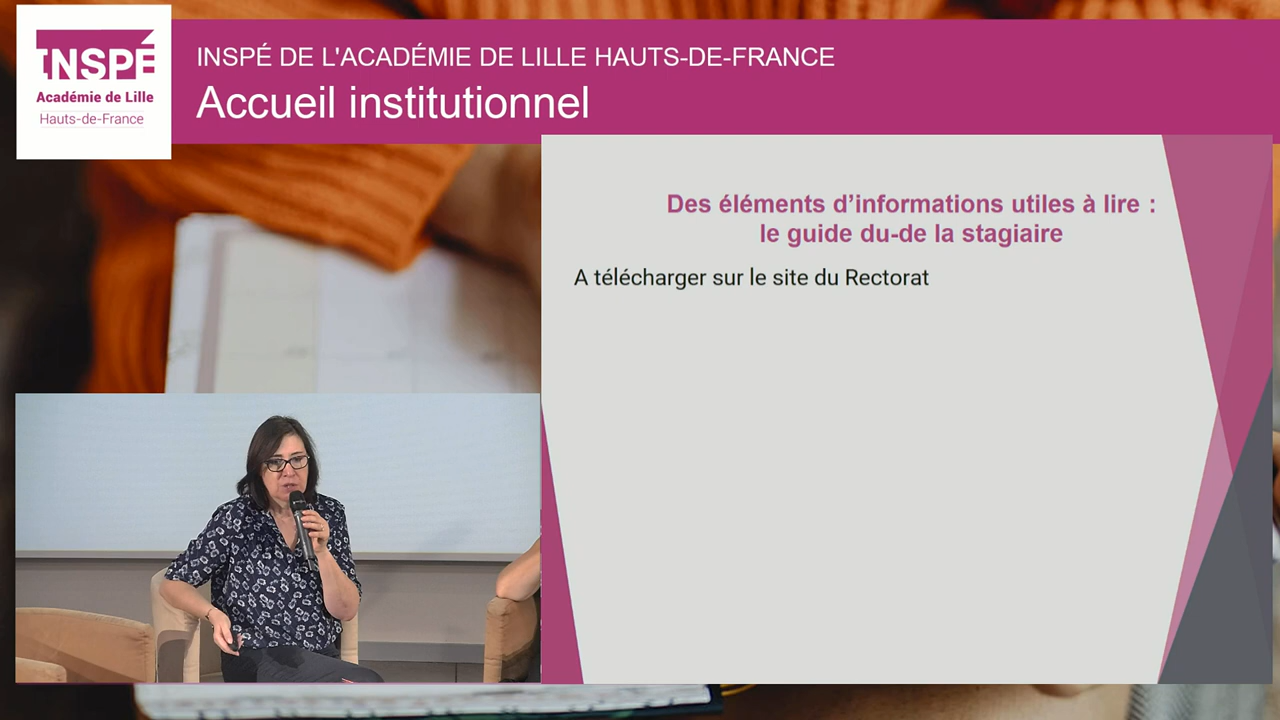 INSPÉ
Académie de Lille
Hauts-de-France
INSPÉ DE L'ACADÉMIE DE LILLE HAUTS-DE-FRANCE
Accueil institutionnel
Des éléments d’informations utiles à lire :
le guide du-de la stagiaire
A télécharger sur le site du Rectorat